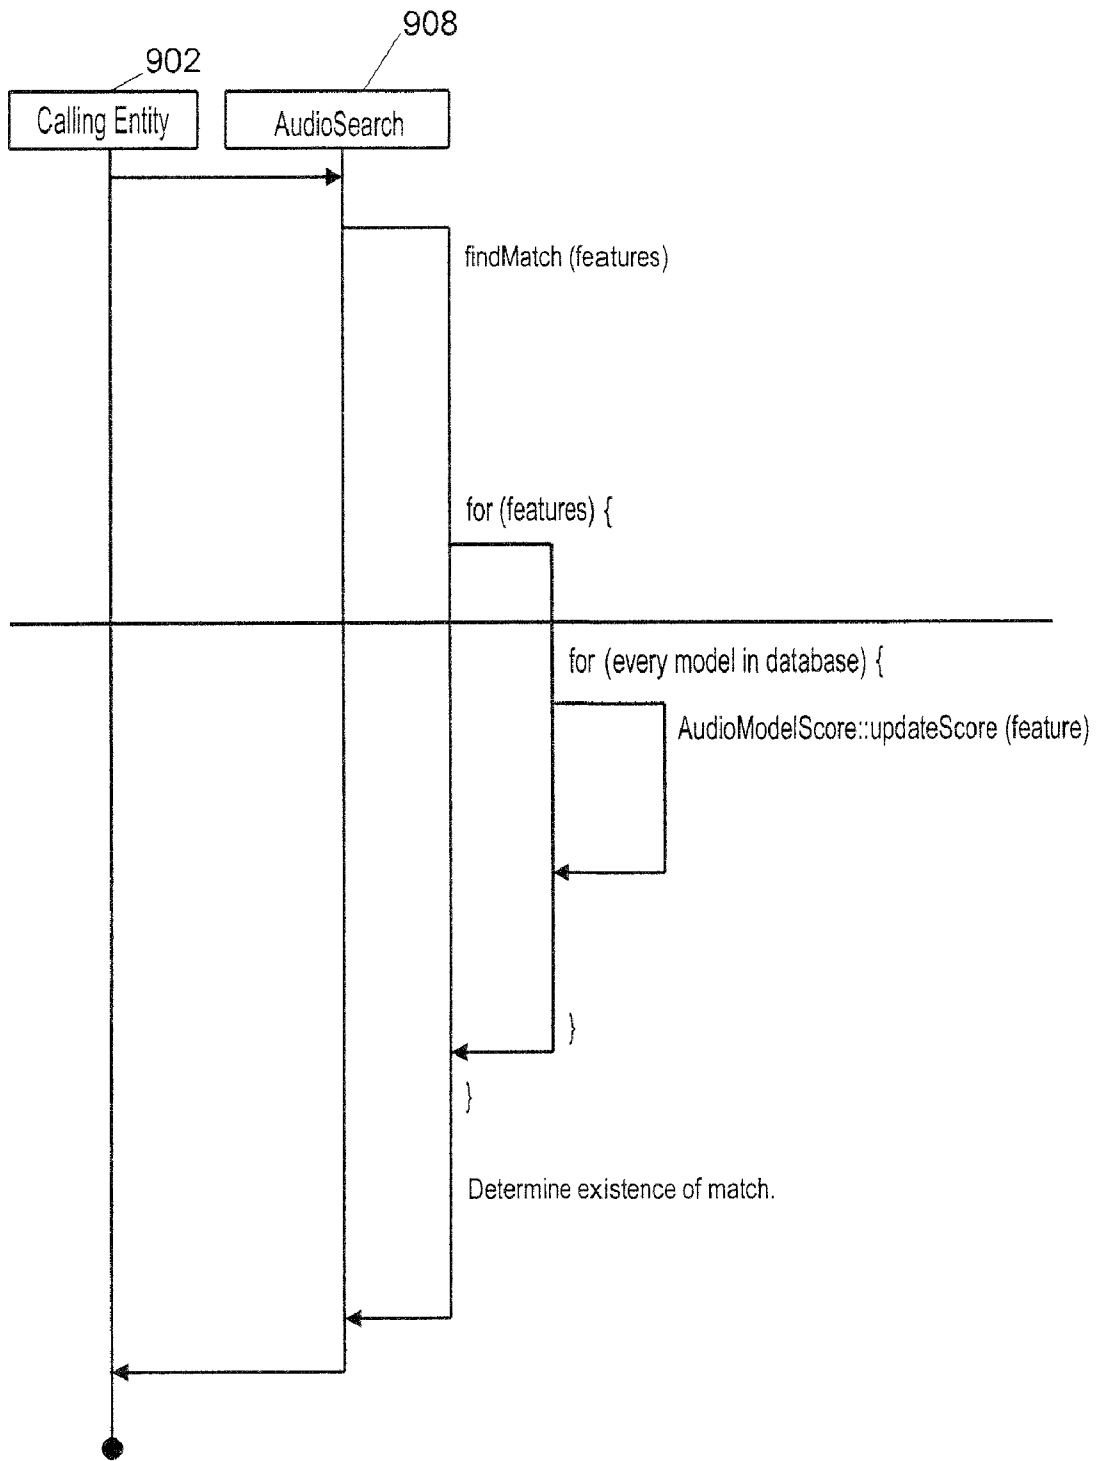 908
902
Calling Entity
AudioSearch
findMatch (features)
for (features) {
for (every model in database) {
AudioModelScore::updateScore (feature)
}
}
Determine existence of match.